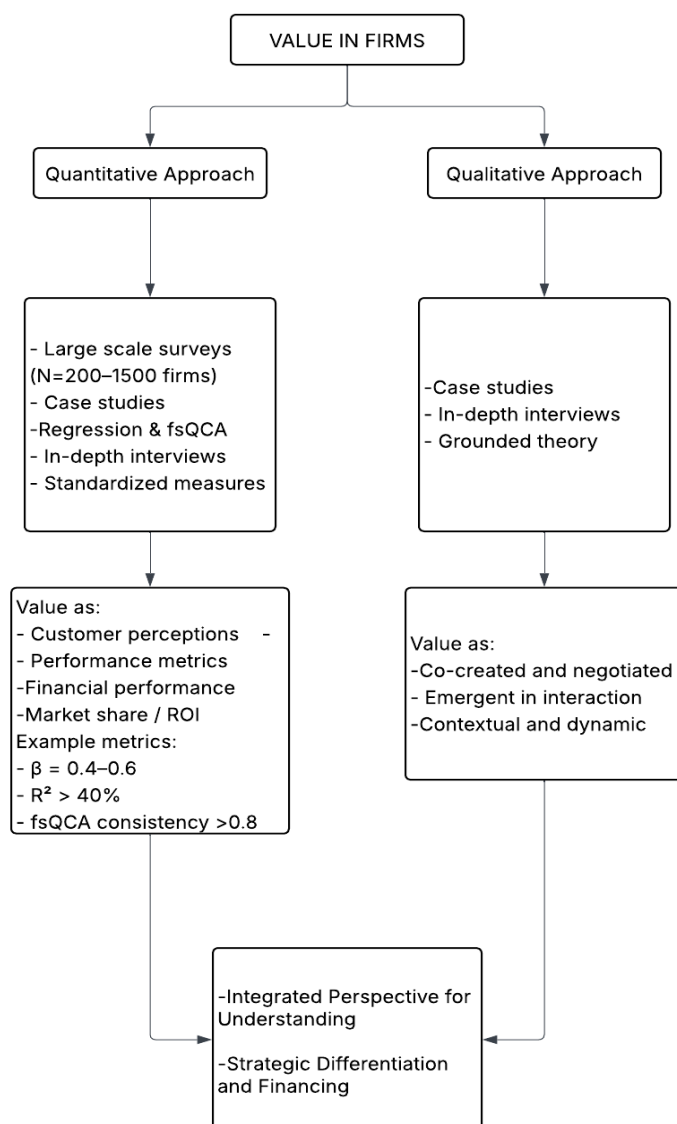 VALUE IN FIRMS
Quantitative Approach
Qualitative Approach
- Large scale surveys
(N=200–1500 firms)
- Case studies
-Regression & fsQCA
- In-depth interviews
- Standardized measures
-Case studies
- In-depth interviews
- Grounded theory
Value as:
- Customer perceptions -
- Performance metrics
-Financial performance
-Market share / ROI
Example metrics:
- β = 0.4–0.6
- R² > 40%
- fsQCA consistency >0.8
Value as:
-Co-created and negotiated
- Emergent in interaction
-Contextual and dynamic
-Integrated Perspective for
Understanding
-Strategic Differentiation
and Financing